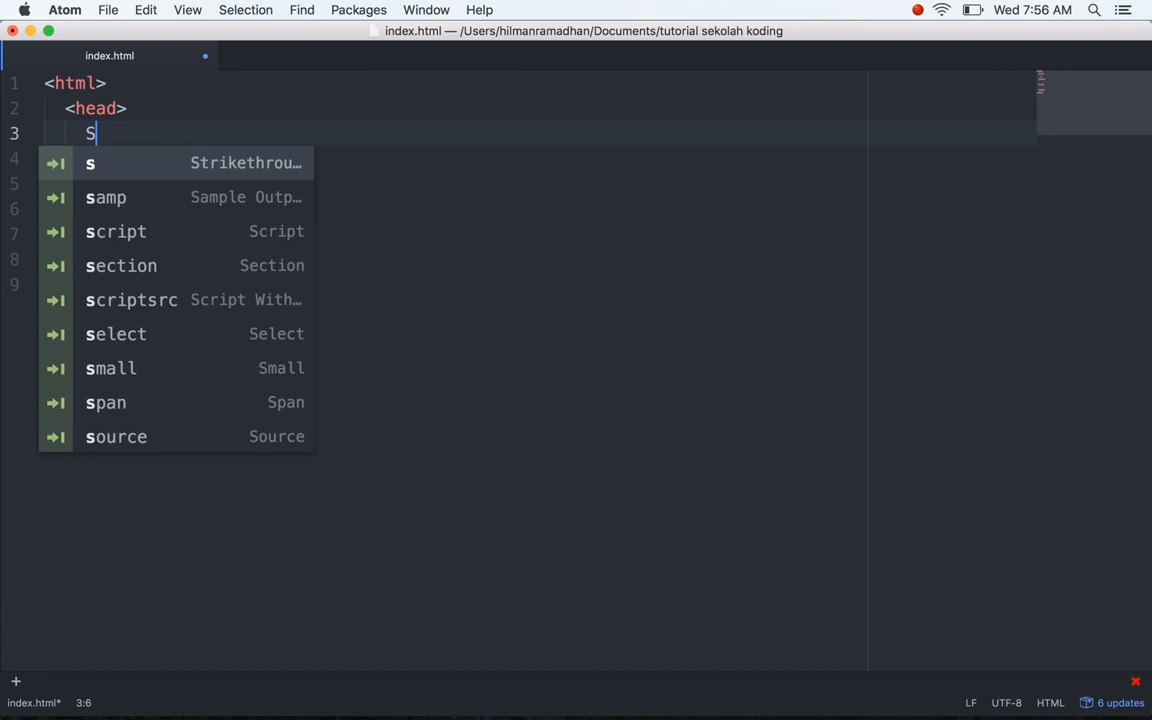 Atom File Edit View Selection Find Packages Window Help Wed 7:56 AM
index.html — /Users/hilmanramadhan/Documents/tutorial sekolah koding
index.html
1 <html>
2 <head>
3 S
4
5
6
7
8
9
s Strikethrou…
samp Sample Outp…
script Script
section Section
scriptsrc Script With…
select Select
small Small
span Span
source Source
+
index.html* 3:6 LF UTF-8 HTML 6 updates